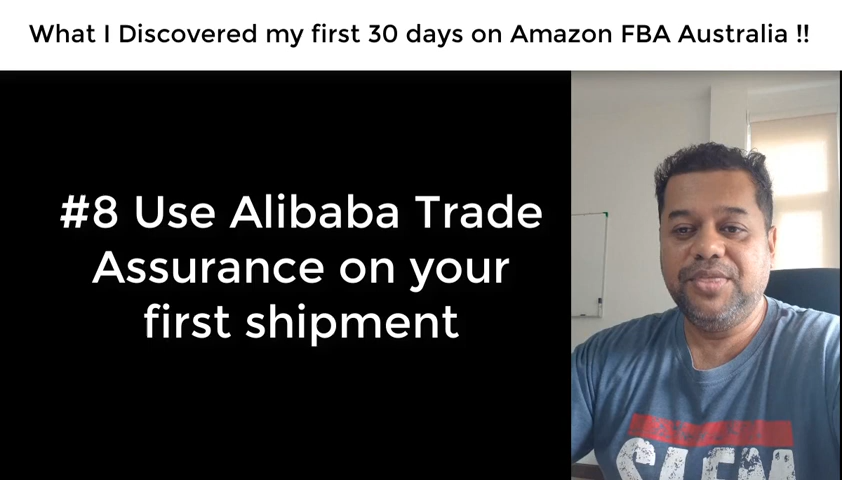 What I Discovered my first 30 days on Amazon FBA Australia !!
#8 Use Alibaba Trade
Assurance on your
first shipment